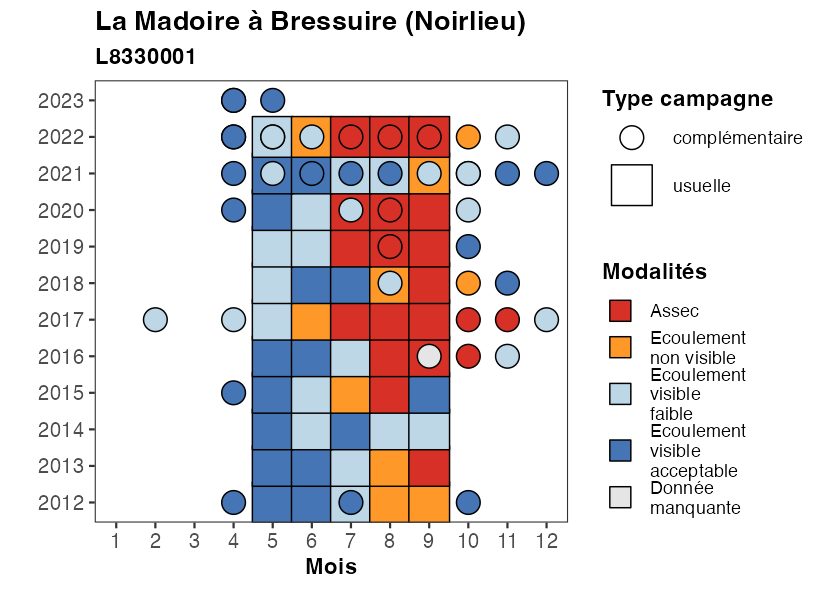 La Madoire à Bressuire (Noirlieu)
L8330001
2023
2022
2021
2020
2019
2018
2017
2016
2015
2014
2013
2012
1 2 3 4 5 6 7 8 9 10 11 12
Mois
Type campagne
complémentaire
usuelle
Modalités
Assec
Ecoulement
non visible
Ecoulement
visible
faible
Ecoulement
visible
acceptable
Donnée
manquante